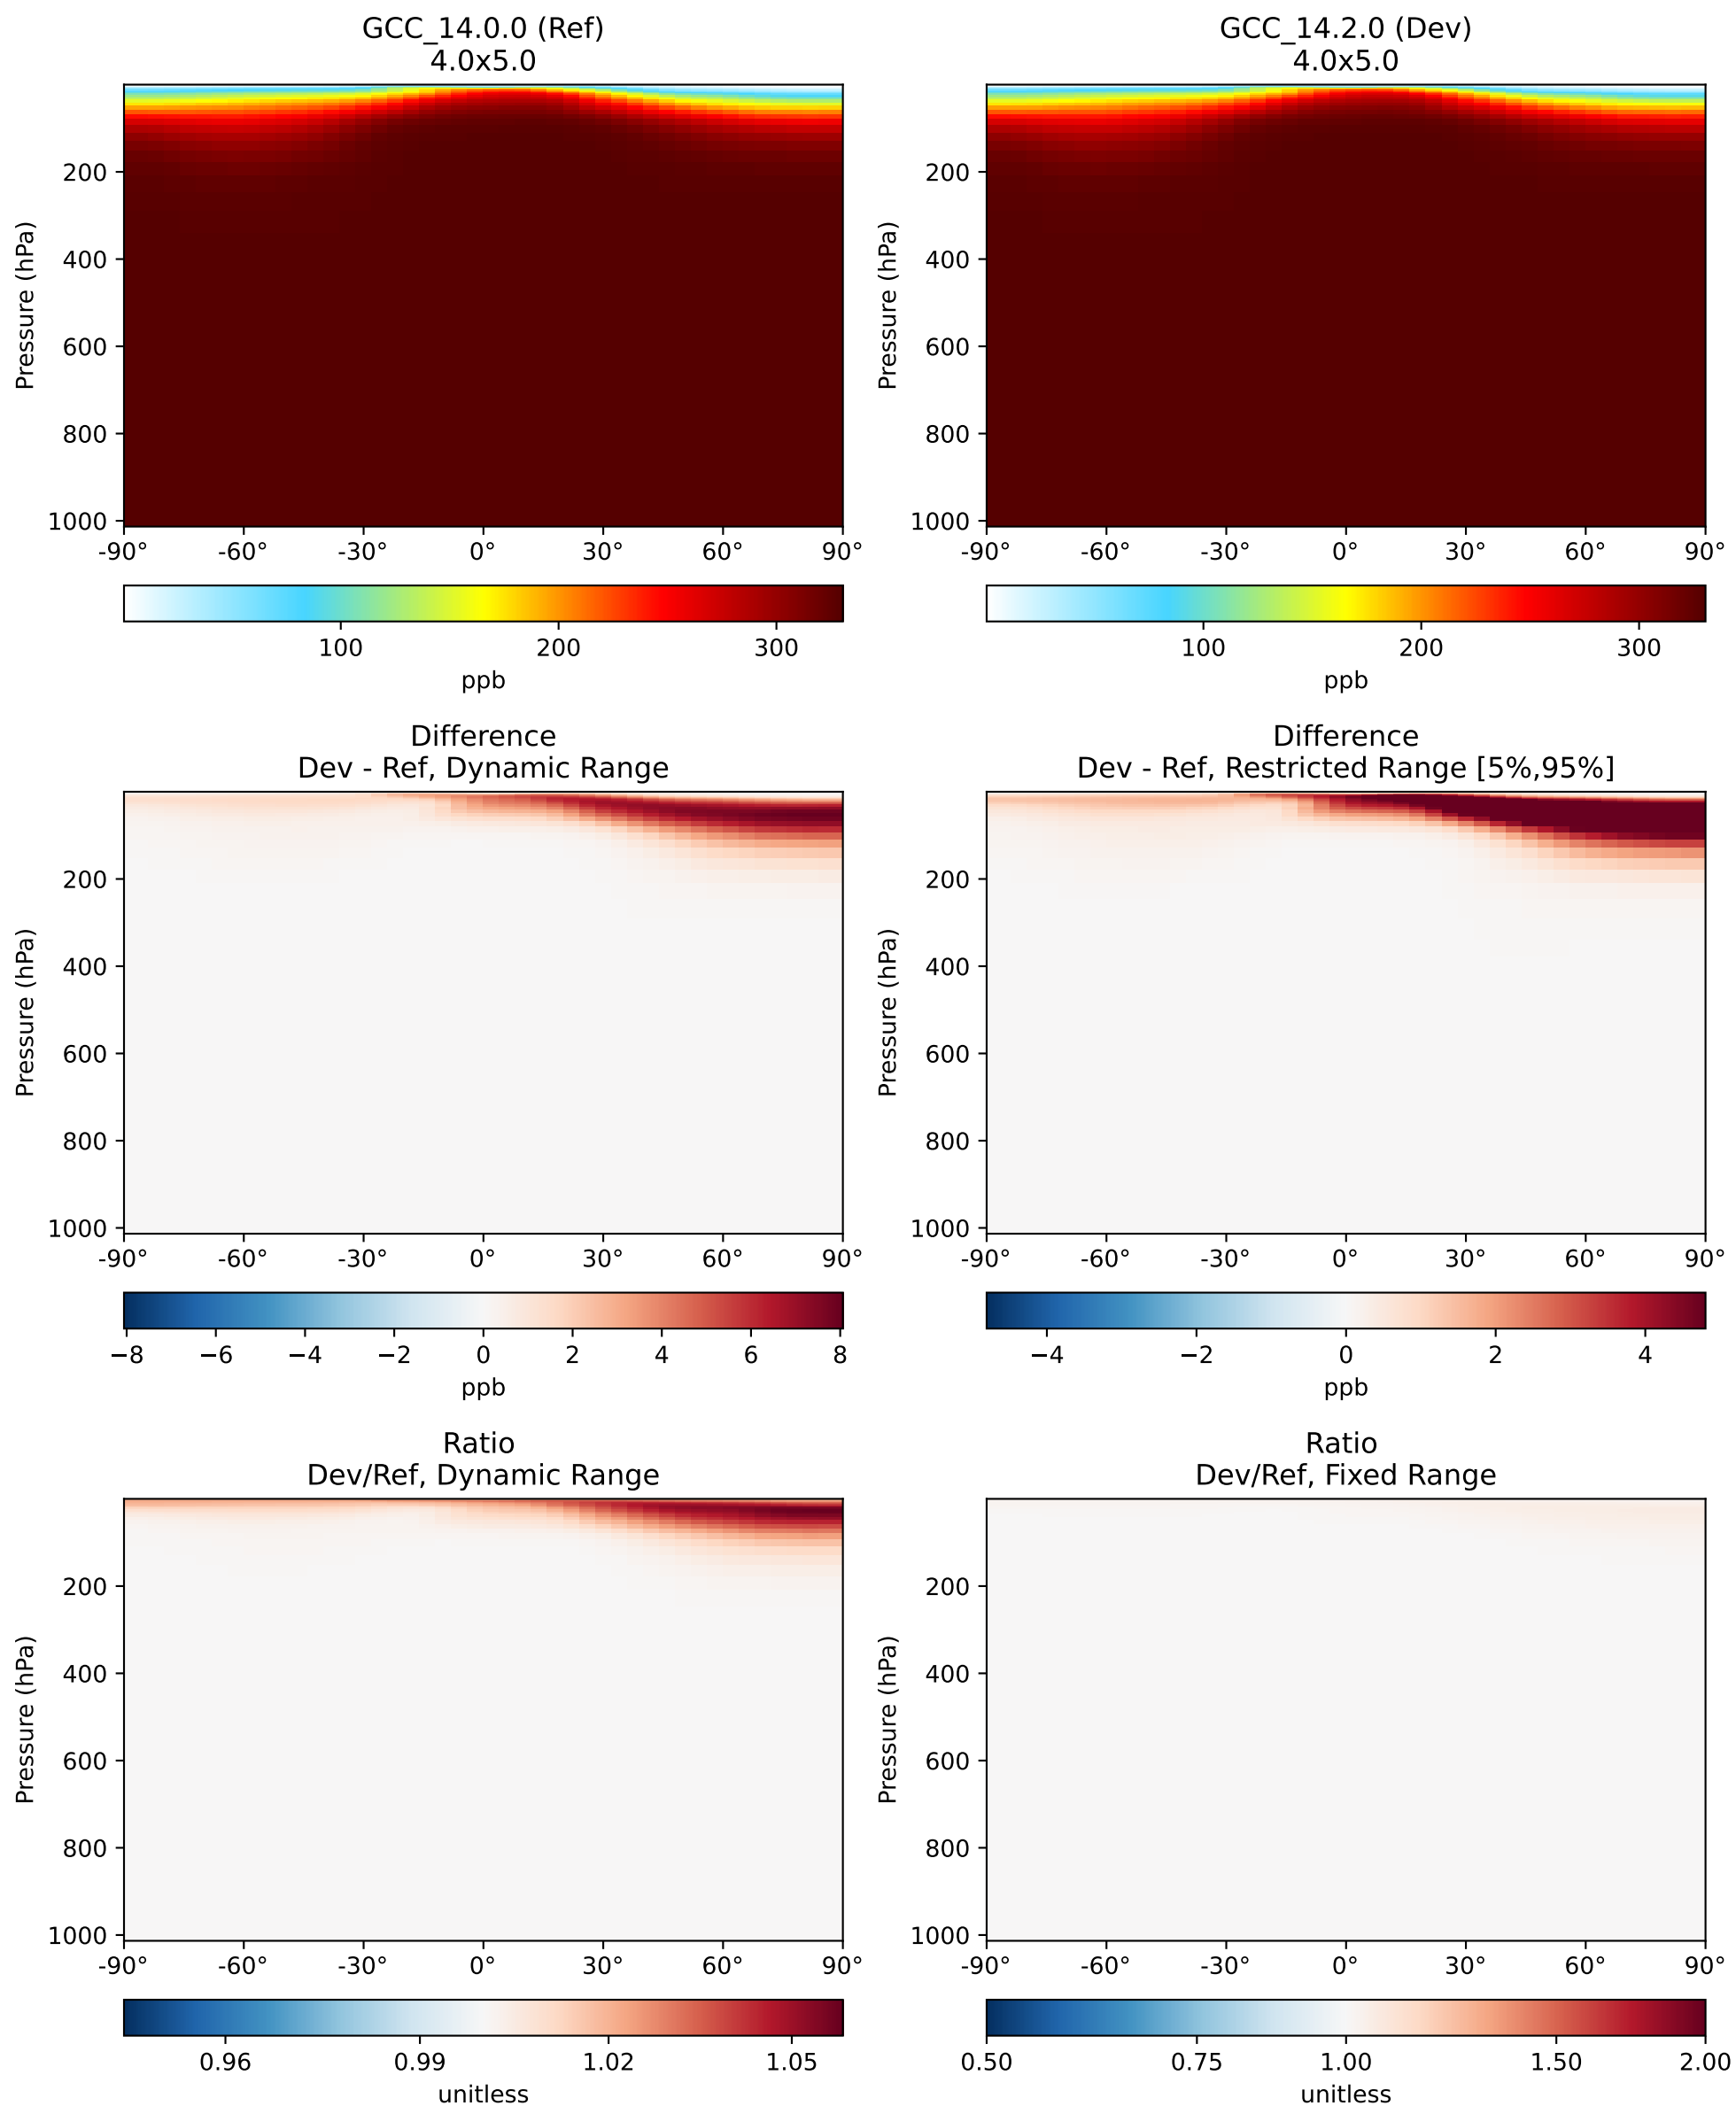 GCC_14.0.0 (Ref)
4.0x5.0
Pressure (hPa)
200
400
600
800
1000
-90° -60° -30° 0° 30° 60° 90°
100 200 300
ppb
GCC_14.2.0 (Dev)
4.0x5.0
Pressure (hPa)
200
400
600
800
1000
-90° -60° -30° 0° 30° 60° 90°
100 200 300
ppb
Difference
Dev - Ref, Dynamic Range
Pressure (hPa)
200
400
600
800
1000
-90° -60° -30° 0° 30° 60° 90°
−8 −6 −4 −2 0 2 4 6 8
ppb
Difference
Dev - Ref, Restricted Range [5%,95%]
Pressure (hPa)
200
400
600
800
1000
-90° -60° -30° 0° 30° 60° 90°
−4 −2 0 2 4
ppb
Ratio
Dev/Ref, Dynamic Range
Pressure (hPa)
200
400
600
800
1000
-90° -60° -30° 0° 30° 60° 90°
0.96 0.99 1.02 1.05
unitless
Ratio
Dev/Ref, Fixed Range
Pressure (hPa)
200
400
600
800
1000
-90° -60° -30° 0° 30° 60° 90°
0.50 0.75 1.00 1.50 2.00
unitless